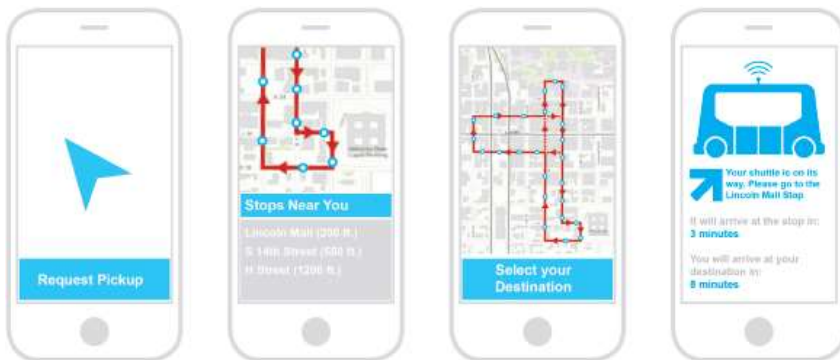 Request Pickup
Stops Near You
Lincoln Mall (200 ft.)
S 14th Street (550 ft.)
H Street (1200 ft.)
Select your
Destination
Your shuttle is on its
way. Please go to the
Lincoln Mall Stop
It will arrive at the stop in:
3 minutes
You will arrive at your
destination in:
8 minutes